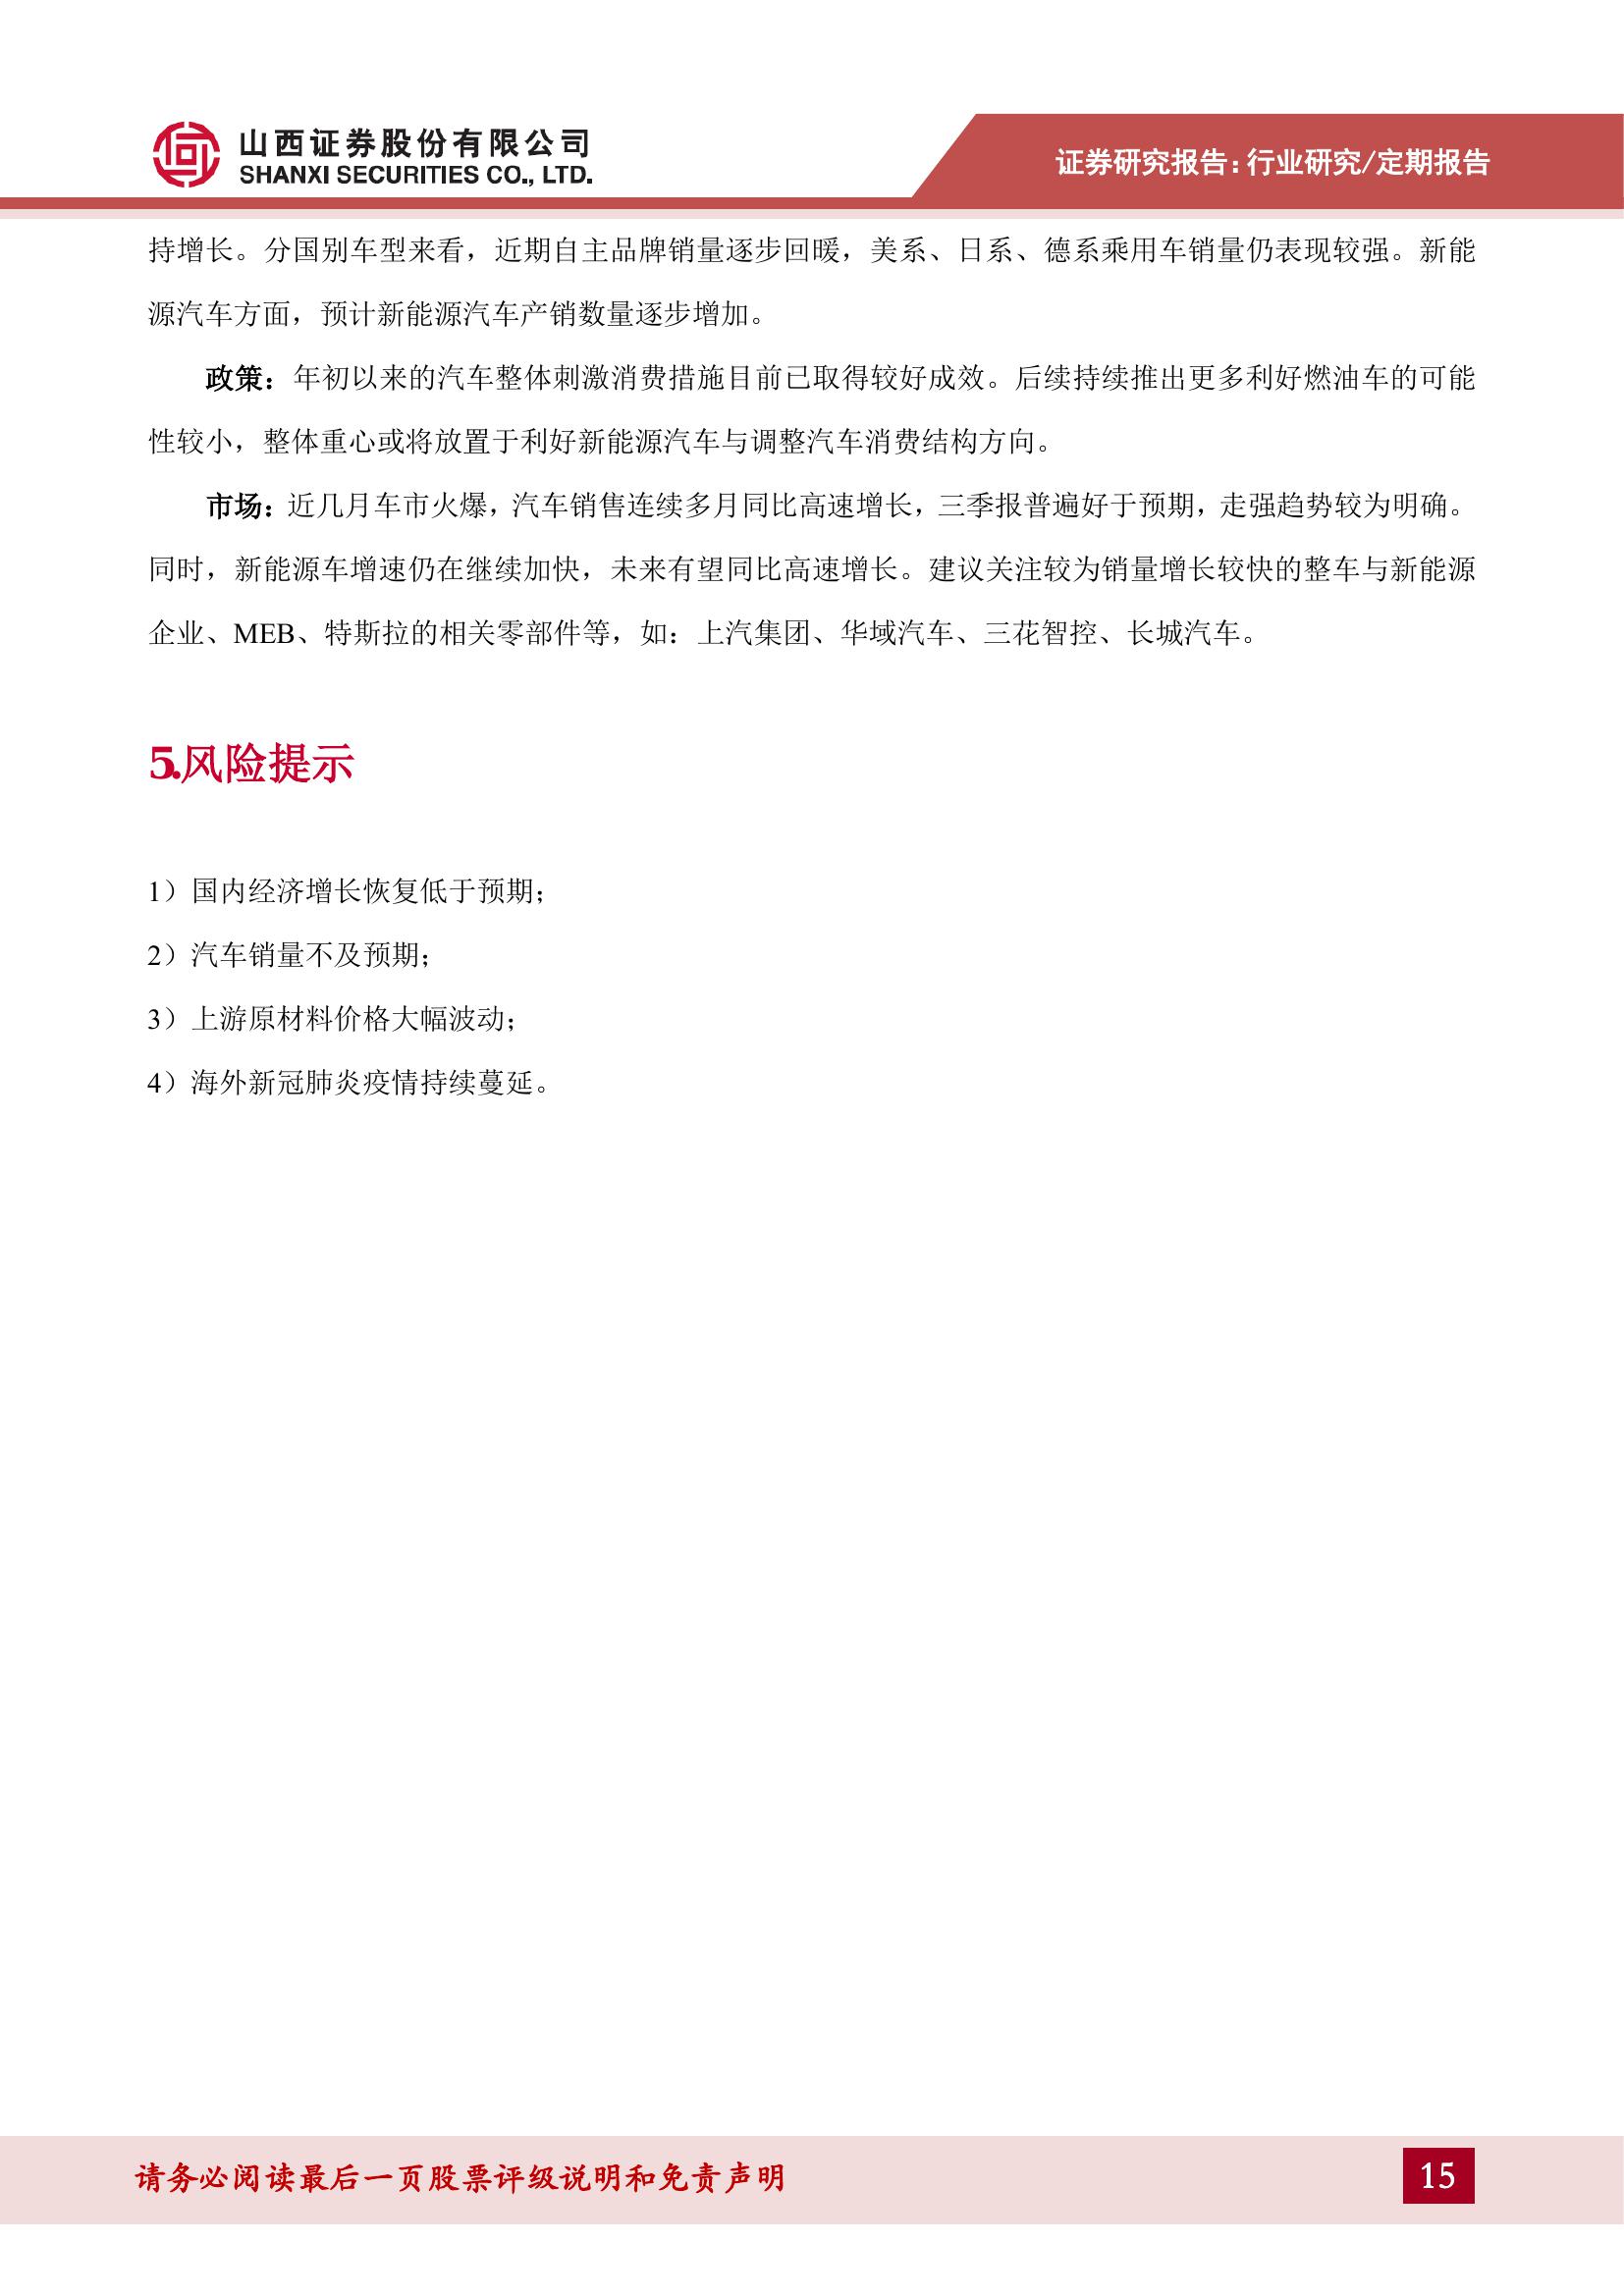 山西证券股份有限公司
SHANXI SECURITIES CO., LTD.
证券研究报告:行业研究/定期报告
持增长。分国别车型来看，近期自主品牌销量逐步回暖，美系、日系、德系乘用车销量仍表现较强。新能
源汽车方面，预计新能源汽车产销数量逐步增加。
政策：年初以来的汽车整体刺激消费措施目前已取得较好成效。后续持续推出更多利好燃油车的可能
性较小，整体重心或将放置于利好新能源汽车与调整汽车消费结构方向。
市场：近几月车市火爆，汽车销售连续多月同比高速增长，三季报普遍好于预期，走强趋势较为明确。
同时，新能源车增速仍在继续加快，未来有望同比高速增长。建议关注较为销量增长较快的整车与新能源
企业、MEB、特斯拉的相关零部件等，如：上汽集团、华域汽车、三花智控、长城汽车。
5.风险提示
1）国内经济增长恢复低于预期；
2）汽车销量不及预期；
3）上游原材料价格大幅波动；
4）海外新冠肺炎疫情持续蔓延。
请务必阅读最后一页股票评级说明和免责声明
15